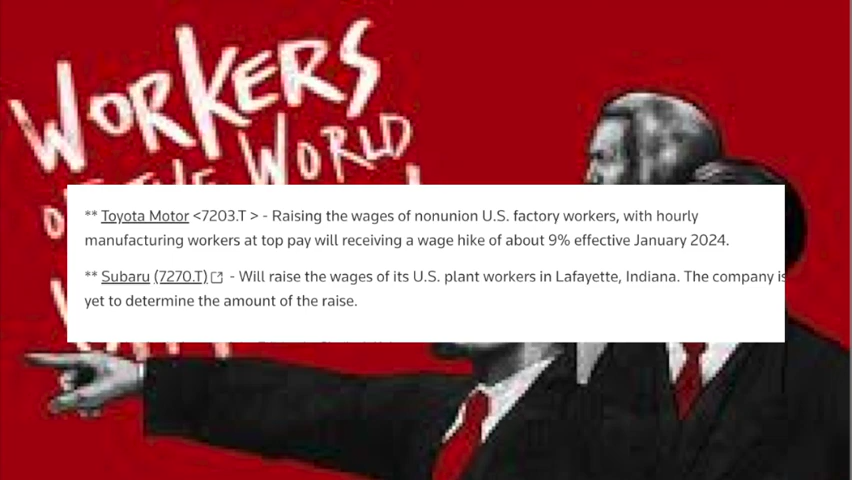 WORKERS
OF THE WORLD
** Toyota Motor <7203.T > - Raising the wages of nonunion U.S. factory workers, with hourly
manufacturing workers at top pay will receiving a wage hike of about 9% effective January 2024.
** Subaru (7270.T) - Will raise the wages of its U.S. plant workers in Lafayette, Indiana. The company is
yet to determine the amount of the raise.